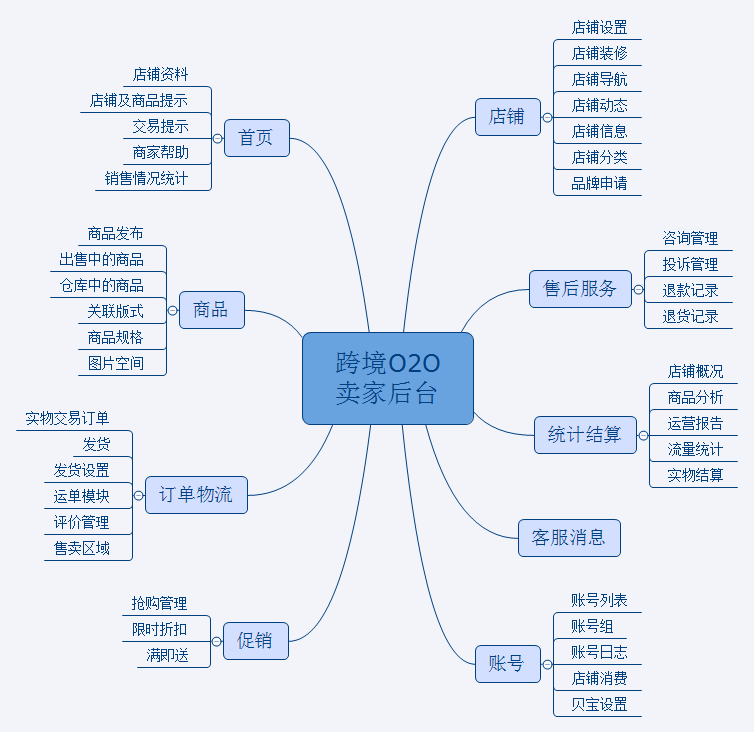 跨境O2O
卖家后台
首页
店铺资料
店铺及商品提示
交易提示
商家帮助
销售情况统计
商品
商品发布
出售中的商品
仓库中的商品
关联版式
商品规格
图片空间
订单物流
实物交易订单
发货
发货设置
运单模块
评价管理
售卖区域
促销
抢购管理
限时折扣
满即送
店铺
店铺设置
店铺装修
店铺导航
店铺动态
店铺信息
店铺分类
品牌申请
售后服务
咨询管理
投诉管理
退款记录
退货记录
统计结算
店铺概况
商品分析
运营报告
流量统计
实物结算
客服消息
账号
账号列表
账号组
账号日志
店铺消费
贝宝设置